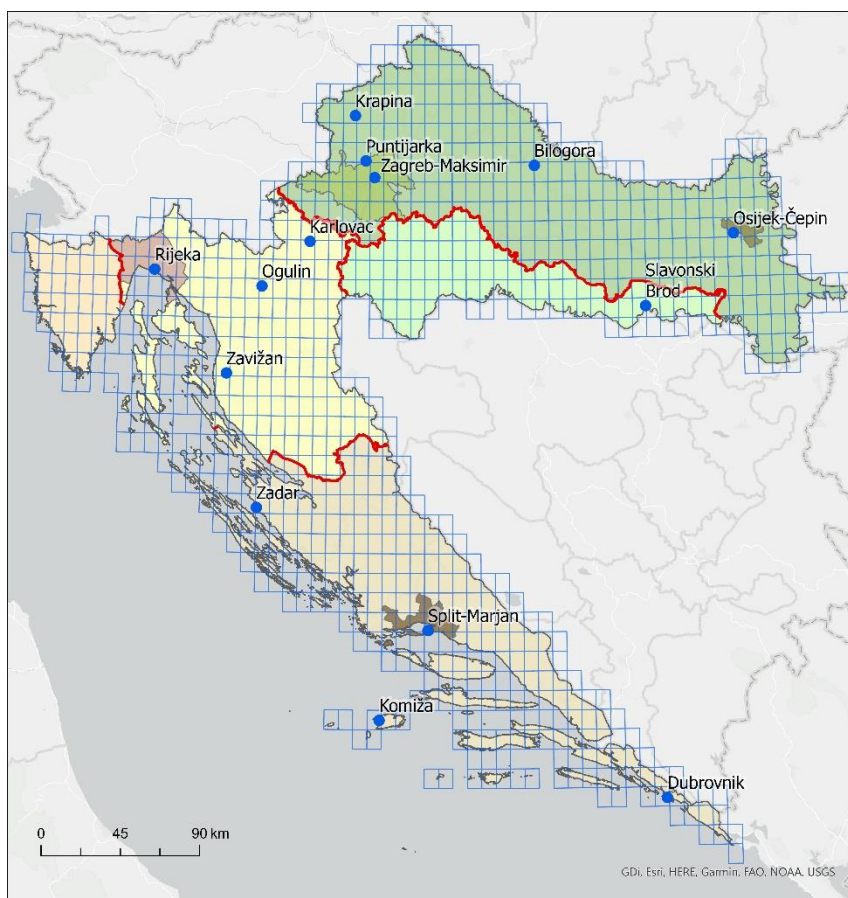 Krapina
Puntijarka
Zagreb-Maksimir
Bilogora
Osijek-Čepin
Karlovac
Rijeka
Ogulin
Slavonski
Brod
Zavižan
Zadar
Split-Marjan
Komiža
Dubrovnik
0 45 90 km
GDi, Esri, HERE, Garmin, FAO, NOAA, USGS